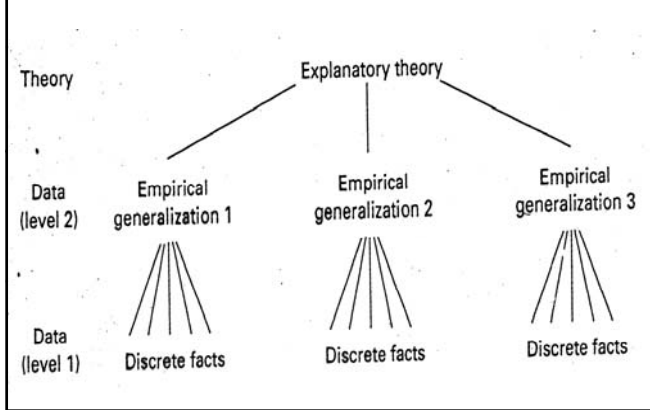 Theory
Explanatory theory
Data
(level 2)
Empirical
generalization 1
Empirical
generalization 2
Empirical
generalization 3
Data
(level 1)
Discrete facts
Discrete facts
Discrete facts